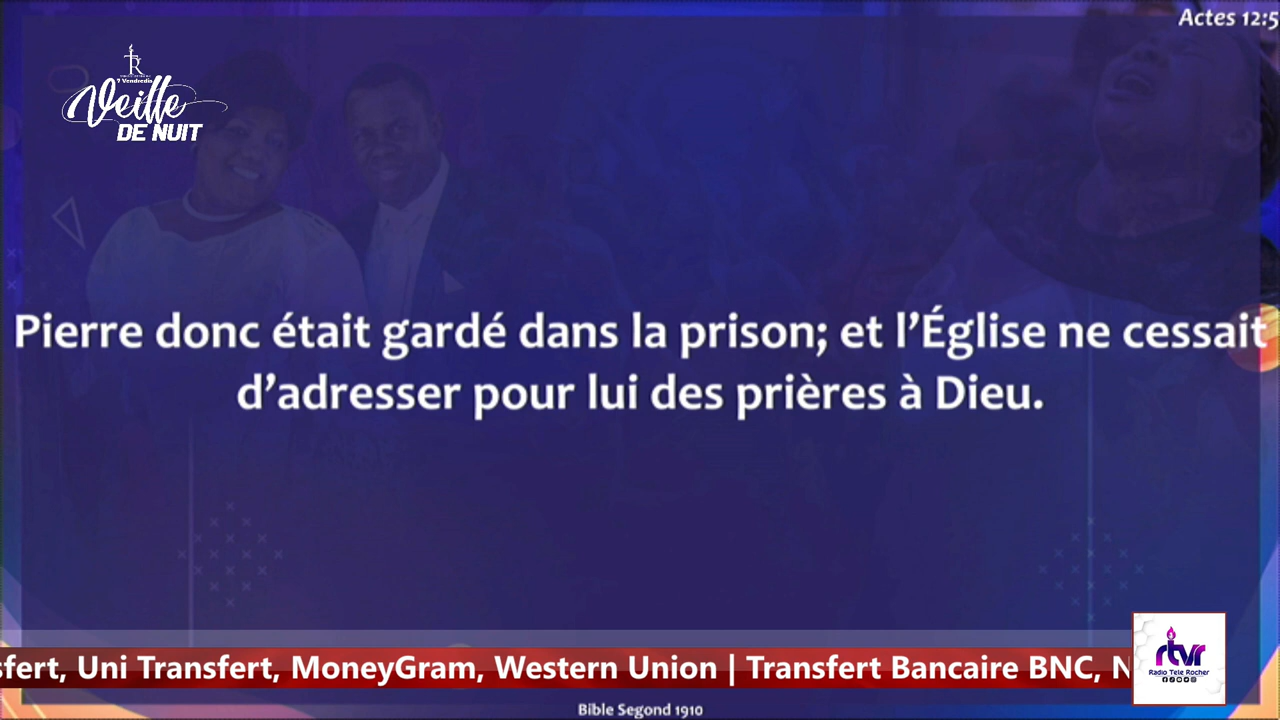 Actes 12:5
7 Vendredis
Veille
DE NUIT
Pierre donc était gardé dans la prison; et l’Église ne cessait
d’adresser pour lui des prières à Dieu.
sfert, Uni Transfert, MoneyGram, Western Union | Transfert Bancaire BNC, N
rtvr
Radio Tele Rocher
Bible Segond 1910